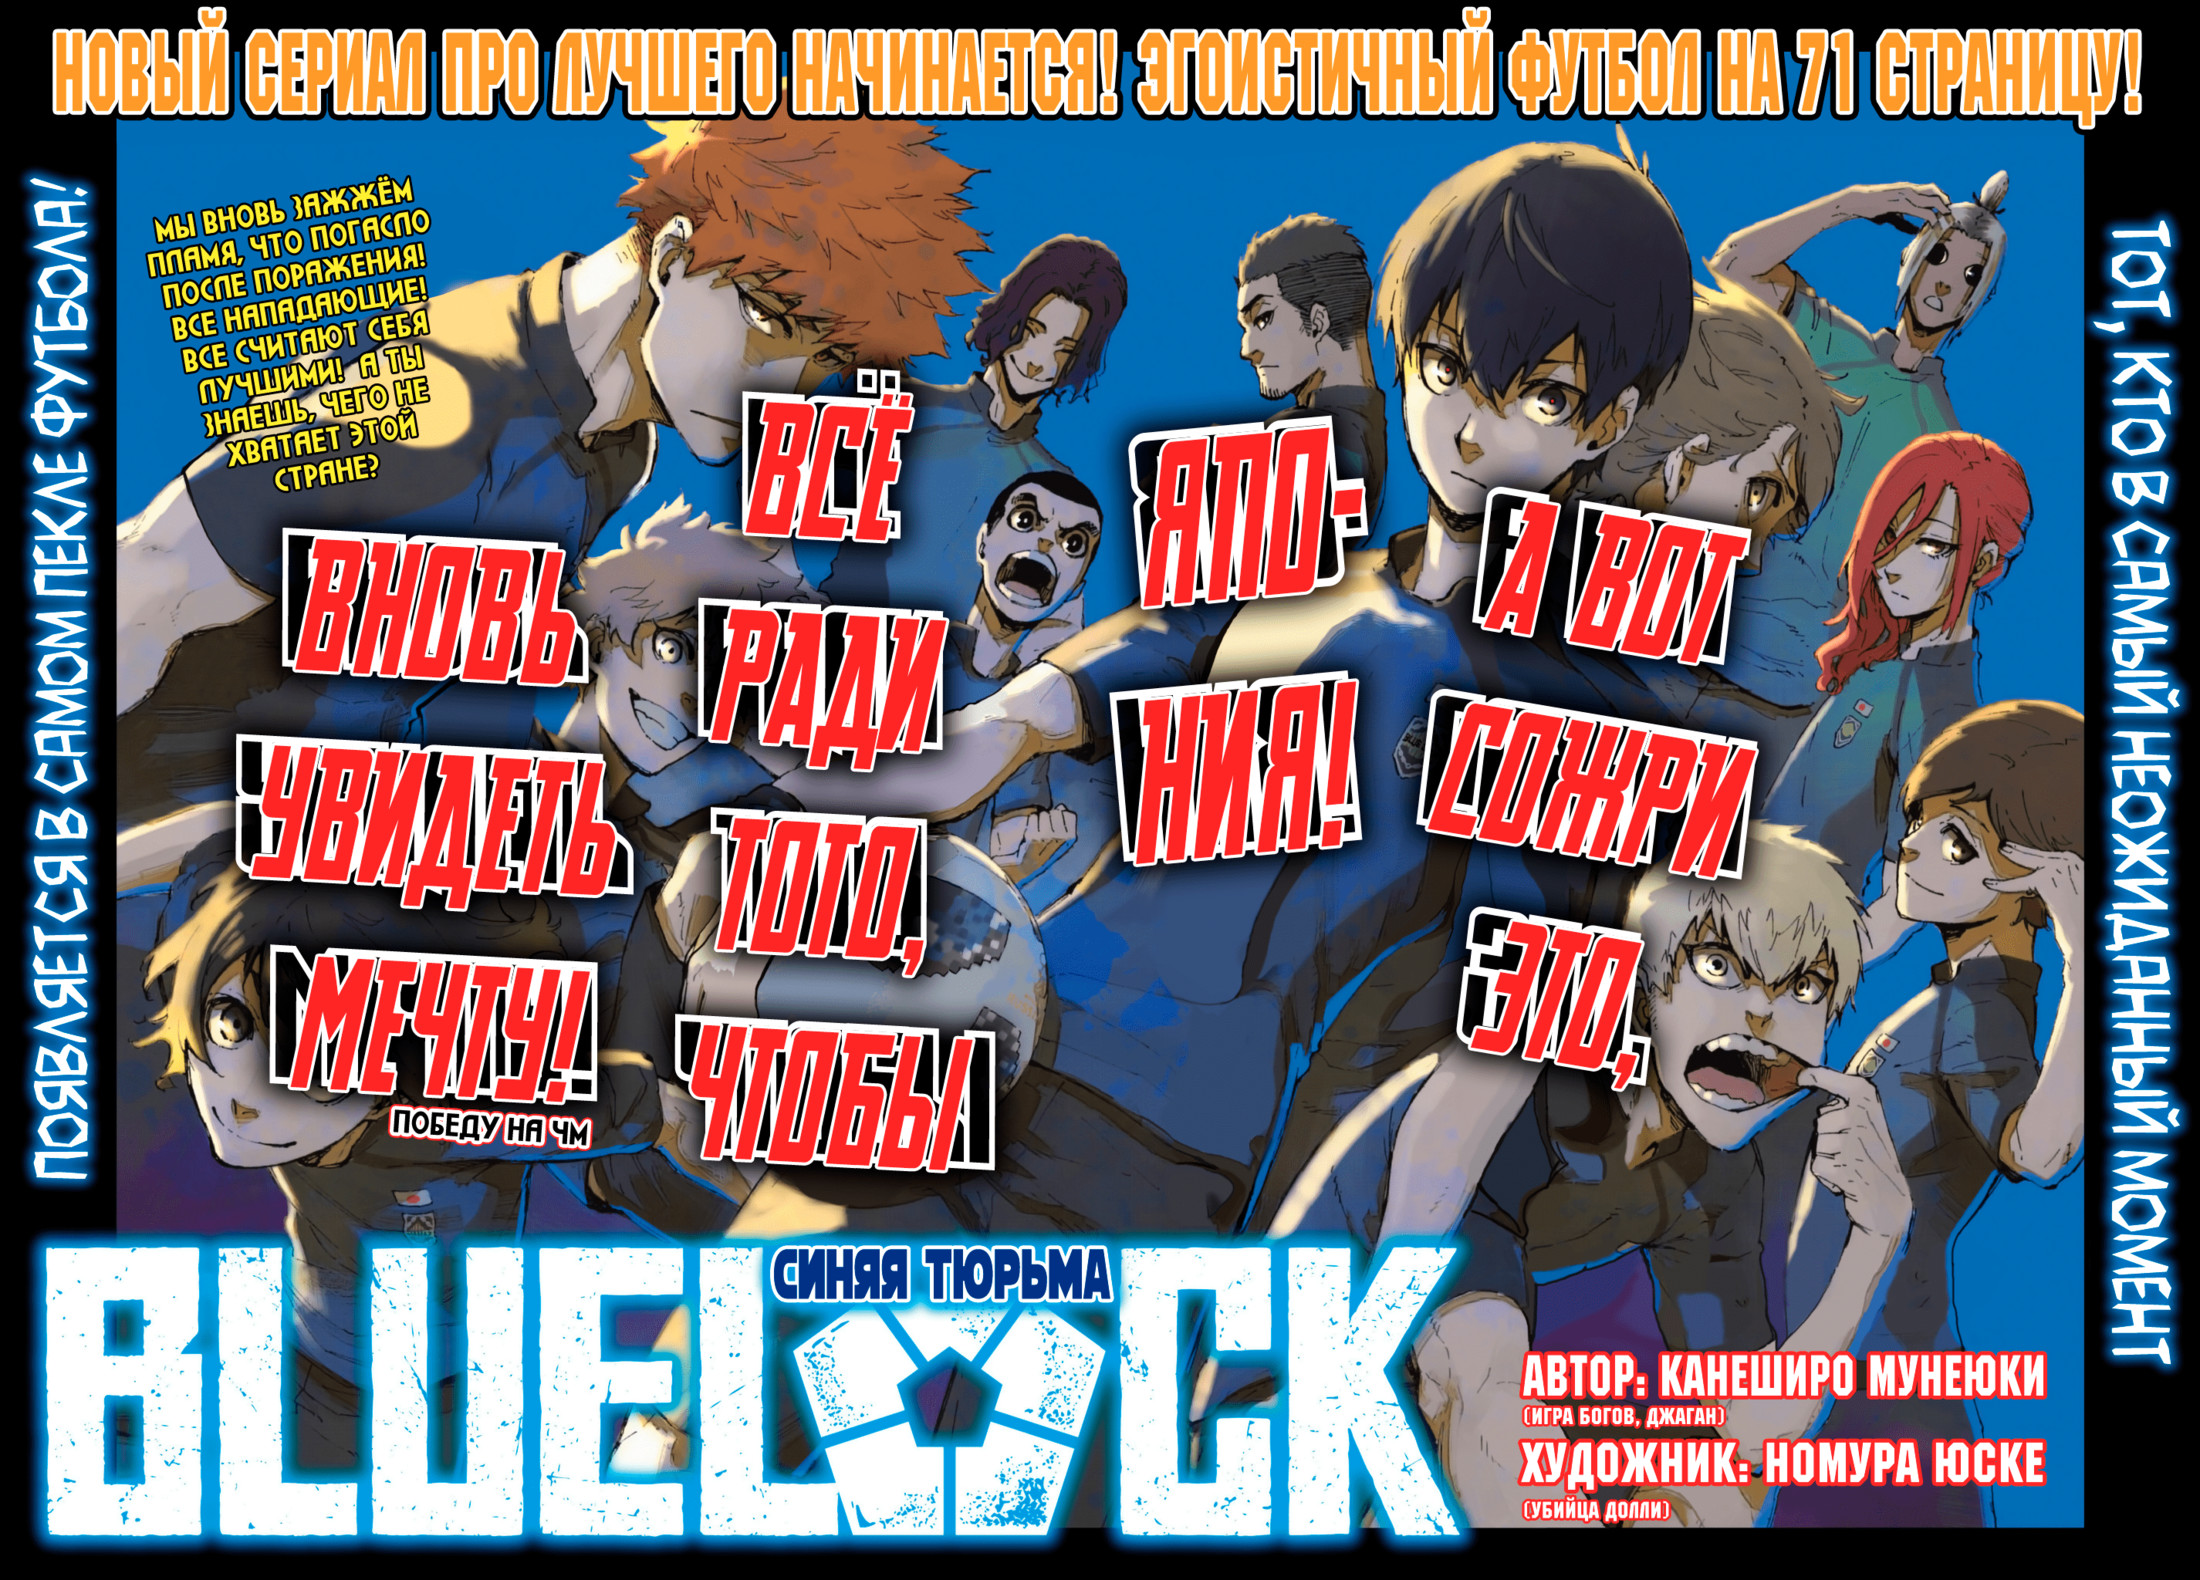 НОВЫЙ СЕРИАЛ ПРО ЛУЧШЕГО НАЧИНАЕТСЯ! ЭГОИСТИЧНЫЙ ФУТБОЛ НА 71 СТРАНИЦУ!
ПОЯВЛЯЕТСЯ В САМОМ ПЕКЛЕ ФУТБОЛА!
МЫ ВНОВЬ ЗАЖЖЁМ
ПЛАМЯ, ЧТО ПОГАСЛО
ПОСЛЕ ПОРАЖЕНИЯ!
ВСЕ НАПАДАЮЩИЕ!
ВСЕ СЧИТАЮТ СЕБЯ
ЛУЧШИМИ! А ТЫ
ЗНАЕШЬ, ЧЕГО НЕ
ХВАТАЕТ ЭТОЙ
СТРАНЕ?
ТОТ, КТО В САМЫЙ НЕОЖИДАННЫЙ МОМЕНТ
А ВОТ
СОЖРИ
ЭТО,
ЯПО-
НИЯ!
ВСЁ
РАДИ
ТОГО,
ЧТОБЫ
ВНОВЬ
УВИДЕТЬ
МЕЧТУ!
ПОБЕДУ НА ЧМ
СИНЯЯ ТЮРЬМА
BLUELOCK
АВТОР: КАНЕШИРО МУНЕЮКИ
(ИГРА БОГОВ, ДЖАГАН)
ХУДОЖНИК: НОМУРА ЮСКЕ
(УБИЙЦА ДОЛЛИ)